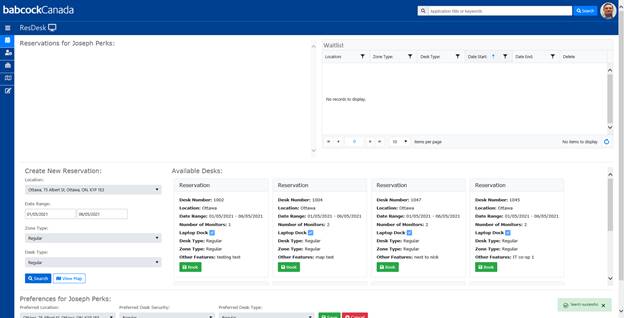 babcockCanada
Application title or keywords
Search
ResDesk
Reservations for Joseph Perks:
Waitlist
Location: Zone Type: Desk Type: Date Start: Date End: Delete
No records to display.
0 10 items per page No items to display
Create New Reservation:
Location:
Ottawa, 75 Albert St, Ottawa, ON, K1P 1E3
Date Range:
01/05/2021 06/05/2021
Zone Type:
Regular
Desk Type:
Regular
Search View Map
Available Desks:
Reservation
Desk Number: 1002
Location: Ottawa
Date Range: 01/05/2021 - 06/05/2021
Number of Monitors: 2
Laptop Dock
Desk Type: Regular
Zone Type: Regular
Other Features: testing text
Book
Reservation
Desk Number: 1004
Location: Ottawa
Date Range: 01/05/2021 - 06/05/2021
Number of Monitors: 1
Laptop Dock
Desk Type: Regular
Zone Type: Regular
Other Features: map test
Book
Reservation
Desk Number: 1047
Location: Ottawa
Date Range: 01/05/2021 - 06/05/2021
Number of Monitors: 2
Laptop Dock
Desk Type: Regular
Zone Type: Regular
Other Features: next to nick
Book
Reservation
Desk Number: 1045
Location: Ottawa
Date Range: 01/05/2021 - 06/05/2021
Number of Monitors: 2
Laptop Dock
Desk Type: Regular
Zone Type: Regular
Other Features: IT co-op 1
Book
Preferences for Joseph Perks:
Preferred Location: Preferred Desk Security: Preferred Desk Type:
Ottawa, 75 Albert St, Ottawa, ON, K1P 1E3 Regular Regular
Search successful